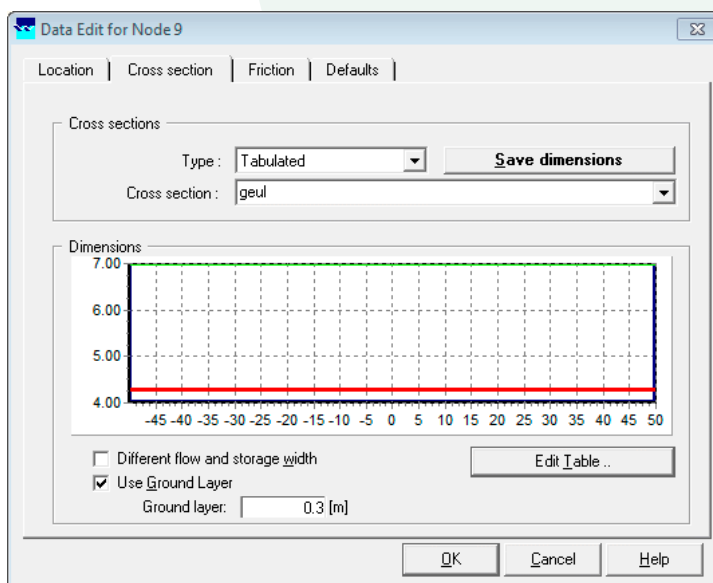 Data Edit for Node 9
Location Cross section Friction Defaults
Cross sections
Type : Tabulated Save dimensions
Cross section : geul
Dimensions
7.00
6.00
5.00
4.00
-45 -40 -35 -30 -25 -20 -15 -10 -5 0 5 10 15 20 25 30 35 40 45 50
Different flow and storage width Edit Table ..
Use Ground Layer
Ground layer: 0.3 [m]
OK Cancel Help